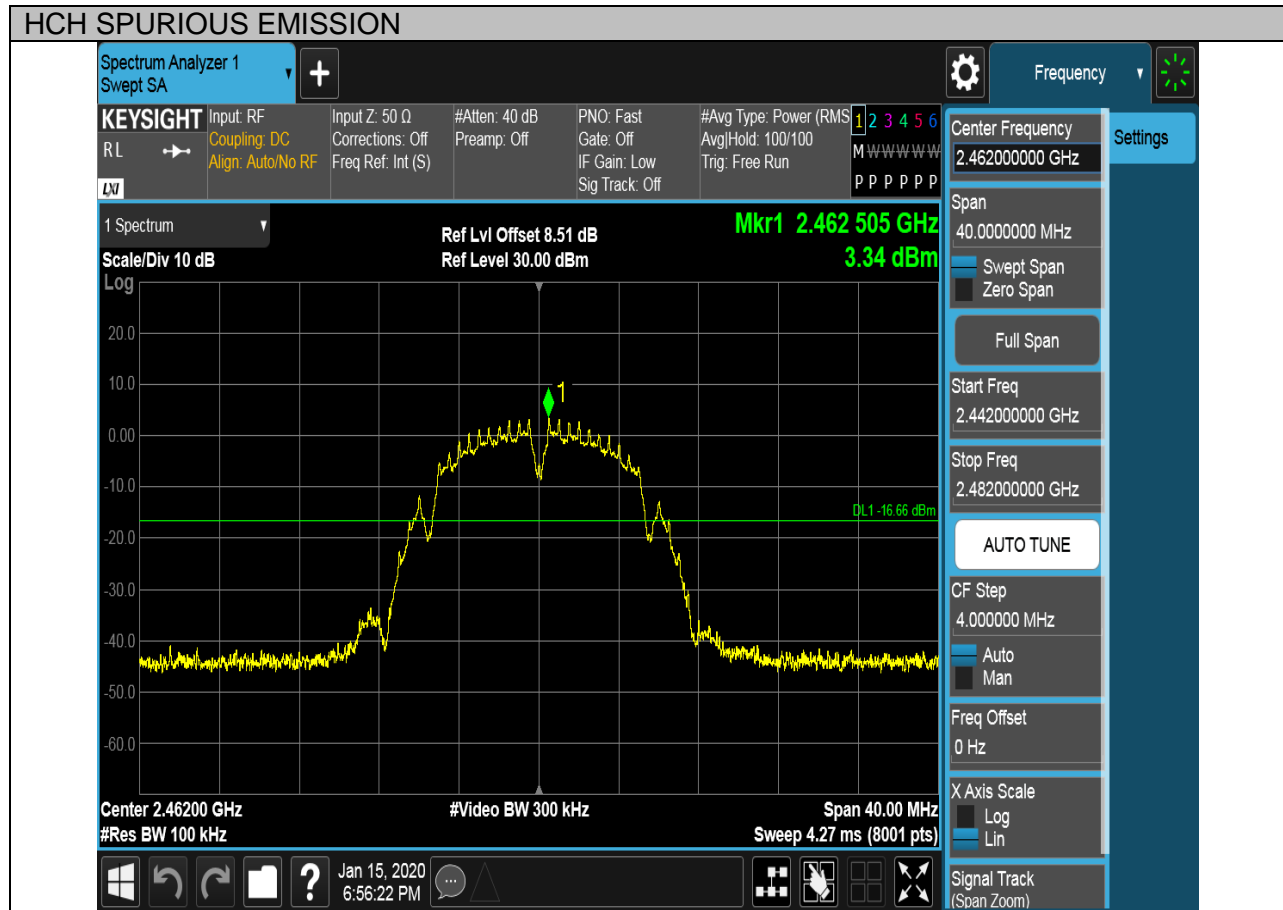 HCH SPURIOUS EMISSION
Spectrum Analyzer 1
Swept SA
+
Frequency
KEYSIGHT
RL
LXI
Input: RF
Coupling: DC
Align: Auto/No RF
Input Z: 50 Ω
Corrections: Off
Freq Ref: Int (S)
#Atten: 40 dB
Preamp: Off
PNO: Fast
Gate: Off
IF Gain: Low
Sig Track: Off
#Avg Type: Power (RMS
Avg|Hold: 100/100
Trig: Free Run
1 2 3 4 5 6
M W W W W W
P P P P P P
1 Spectrum
Scale/Div 10 dB
Log
Ref Lvl Offset 8.51 dB
Ref Level 30.00 dBm
Mkr1 2.462 505 GHz
3.34 dBm
20.0
10.0
0.00
-10.0
-20.0
-30.0
-40.0
-50.0
-60.0
1
DL1 -16.66 dBm
Center 2.46200 GHz
#Res BW 100 kHz
#Video BW 300 kHz
Span 40.00 MHz
Sweep 4.27 ms (8001 pts)
Center Frequency
2.462000000 GHz
Settings
Span
40.0000000 MHz
Swept Span
Zero Span
Full Span
Start Freq
2.442000000 GHz
Stop Freq
2.482000000 GHz
AUTO TUNE
CF Step
4.000000 MHz
Auto
Man
Freq Offset
0 Hz
X Axis Scale
Log
Lin
Signal Track
(Span Zoom)
?
Jan 15, 2020
6:56:22 PM